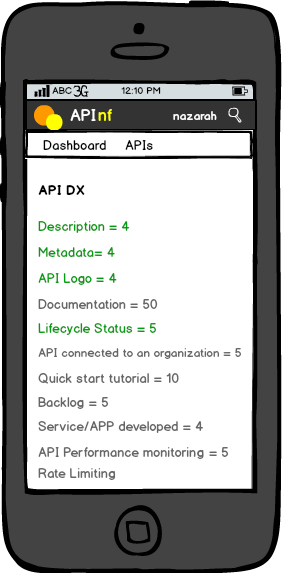 ABC 3G 12:10 PM
APInf nazarah
Dashboard APIs
API DX
Description = 4
Metadata= 4
API Logo = 4
Documentation = 50
Lifecycle Status = 5
API connected to an organization = 5
Quick start tutorial = 10
Backlog = 5
Service/APP developed = 4
API Performance monitoring = 5
Rate Limiting